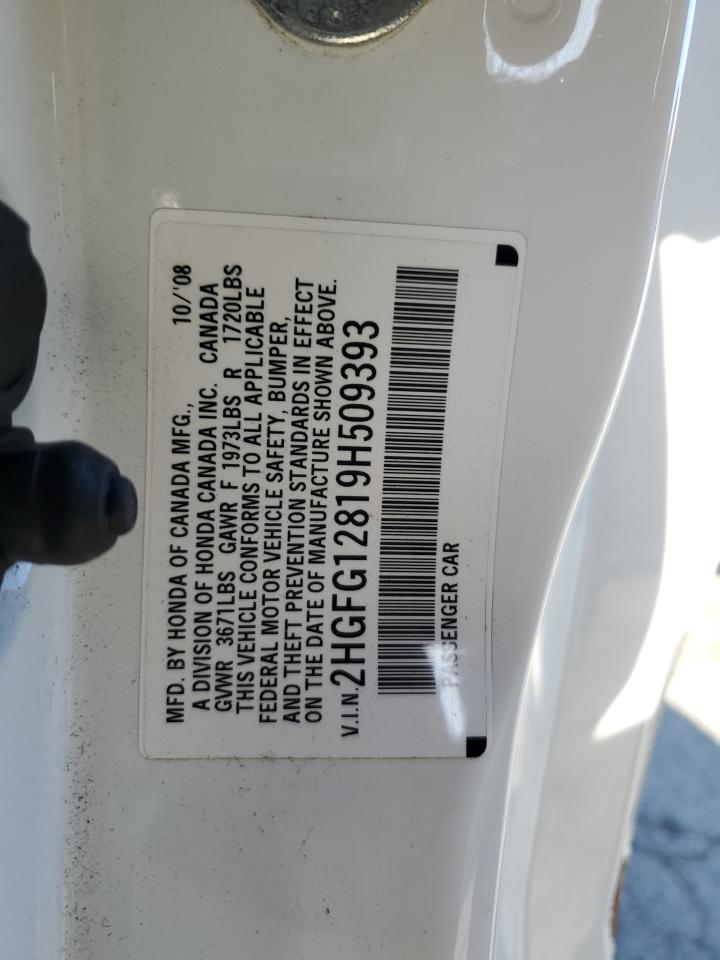 MFD. BY HONDA OF CANADA MFG., 10/'08
A DIVISION OF HONDA CANADA INC. CANADA
GVWR 3671LBS GAWR F 1973LBS R 1720LBS
THIS VEHICLE CONFORMS TO ALL APPLICABLE
FEDERAL MOTOR VEHICLE SAFETY, BUMPER,
AND THEFT PREVENTION STANDARDS IN EFFECT
ON THE DATE OF MANUFACTURE SHOWN ABOVE.
V.I.N. 2HGFG12819H509393
PASSENGER CAR